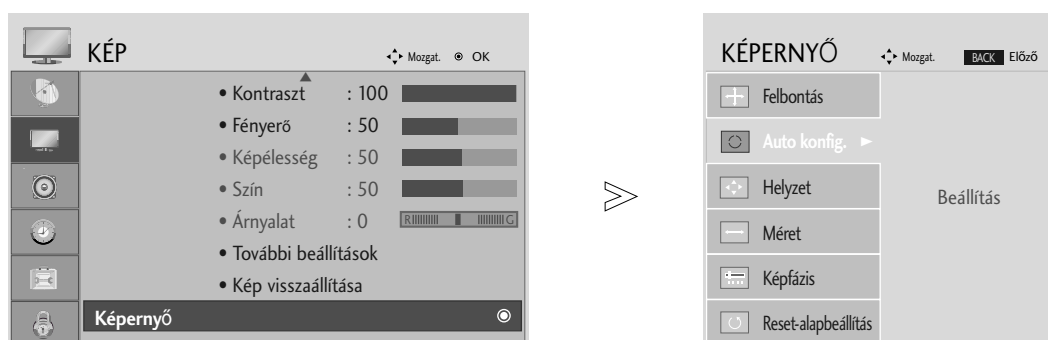 KÉP
Mozgat. OK
• Kontraszt : 100
• Fényerő : 50
• Képélesség : 50
• Szín : 50
• Árnyalat : 0 R G
• További beállítások
• Kép visszaállítása
Képernyő
KÉPERNYŐ
Mozgat. BACK Előző
Felbontás
Auto konfig.
Helyzet
Méret
Képfázis
Reset-alapbeállítás
Beállítás